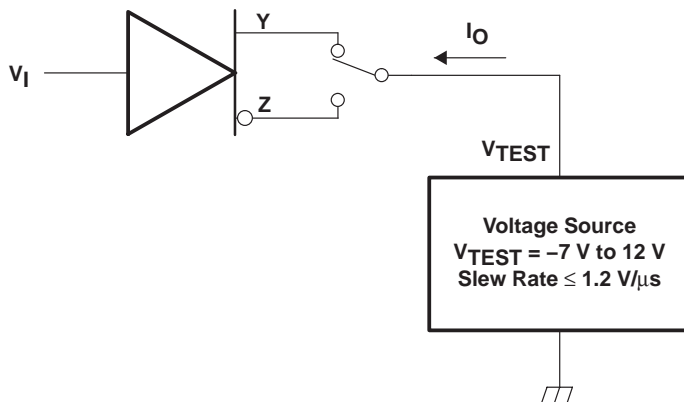 Y
IO
VI
Z
VTEST
Voltage Source
VTEST = –7 V to 12 V
Slew Rate ≤ 1.2 V/μs